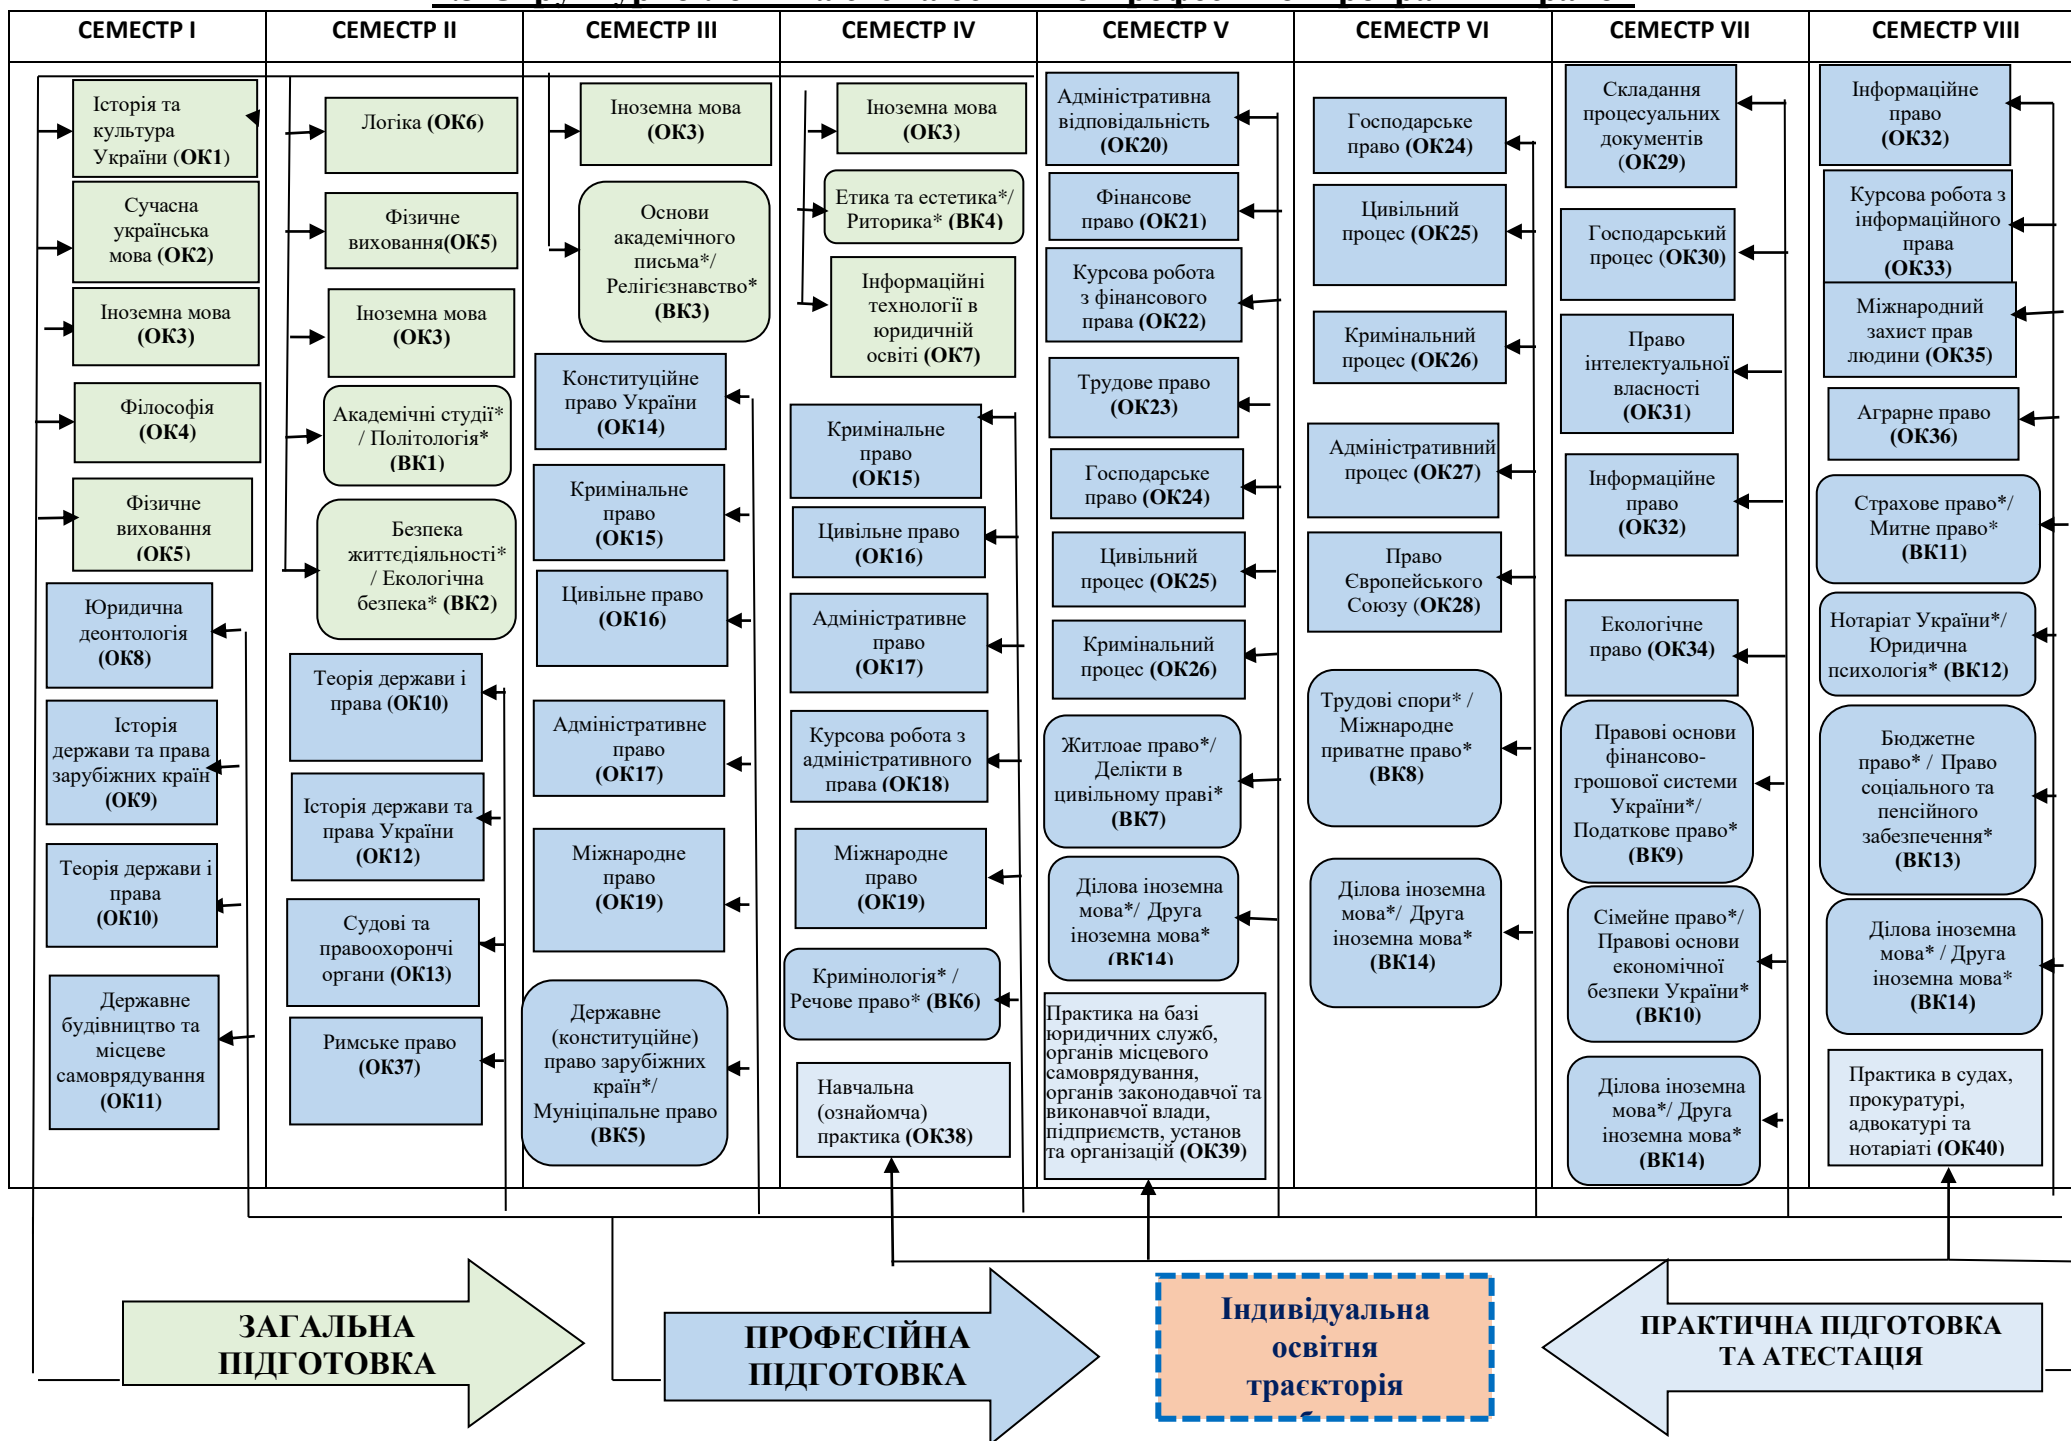 СЕМЕСТР I
СЕМЕСТР II
СЕМЕСТР III
СЕМЕСТР IV
СЕМЕСТР V
СЕМЕСТР VI
СЕМЕСТР VII
СЕМЕСТР VIII
Історія та
культура
України (ОК1)
Сучасна
українська
мова (ОК2)
Іноземна мова
(ОК3)
Філософія
(ОК4)
Фізичне
виховання
(ОК5)
Юридична
деонтологія
(ОК8)
Історія
держави та права
зарубіжних країн
(ОК9)
Теорія держави і
права
(ОК10)
Державне
будівництво та
місцеве
самоврядування
(ОК11)
Логіка (ОК6)
Фізичне
виховання(ОК5)
Іноземна мова
(ОК3)
Академічні студії*
/ Політологія*
(ВК1)
Безпека
життєдіяльності*
/ Екологічна
безпека* (ВК2)
Теорія держави і
права (ОК10)
Історія держави та
права України
(ОК12)
Судові та
правоохорончі
органи (ОК13)
Римське право
(ОК37)
Іноземна мова
(ОК3)
Основи
академічного
письма*/
Релігієзнавство*
(ВК3)
Конституційне
право України
(ОК14)
Кримінальне
право
(ОК15)
Цивільне право
(ОК16)
Адміністративне
право
(ОК17)
Міжнародне
право
(ОК19)
Державне
(конституційне)
право зарубіжних
країн*/
Муніципальне право
(ВК5)
Іноземна мова
(ОК3)
Етика та естетика*/
Риторика* (ВК4)
Інформаційні
технології в
юридичній
освіті (ОК7)
Кримінальне
право
(ОК15)
Цивільне право
(ОК16)
Адміністративне
право
(ОК17)
Курсова робота з
адміністративного
права (ОК18)
Міжнародне
право
(ОК19)
Кримінологія* /
Речове право* (ВК6)
Навчальна
(ознайомча)
практика (ОК38)
Адміністративна
відповідальність
(ОК20)
Фінансове
право (ОК21)
Курсова робота
з фінансового
права (ОК22)
Трудове право
(ОК23)
Господарське
право (ОК24)
Цивільний
процес (ОК25)
Кримінальний
процес (ОК26)
Житлоае право*/
Делікти в
цивільному праві*
(ВК7)
Ділова іноземна
мова*/ Друга
іноземна мова*
(ВК14)
Практика на базі
юридичних служб,
органів місцевого
самоврядування,
органів законодавчої та
виконавчої влади,
підприємств, установ
та організацій (ОК39)
Господарське
право (ОК24)
Цивільний
процес (ОК25)
Кримінальний
процес (ОК26)
Адміністративний
процес (ОК27)
Право
Європейського
Союзу (ОК28)
Трудові спори* /
Міжнародне
приватне право*
(ВК8)
Ділова іноземна
мова*/ Друга
іноземна мова*
(ВК14)
Складання
процесуальних
документів
(ОК29)
Господарський
процес (ОК30)
Право
інтелектуальної
власності
(ОК31)
Інформаційне
право
(ОК32)
Екологічне
право (ОК34)
Правові основи
фінансово-
грошової системи
України*/
Податкове право*
(ВК9)
Сімейне право*/
Правові основи
економічної
безпеки України*
(ВК10)
Ділова іноземна
мова*/ Друга
іноземна мова*
(ВК14)
Інформаційне
право
(ОК32)
Курсова робота з
інформаційного
права
(ОК33)
Міжнародний
захист прав
людини (ОК35)
Аграрне право
(ОК36)
Страхове право*/
Митне право*
(ВК11)
Нотаріат України*/
Юридична
психологія* (ВК12)
Бюджетне
право* / Право
соціального та
пенсійного
забезпечення*
(ВК13)
Ділова іноземна
мова* / Друга
іноземна мова*
(ВК14)
Практика в судах,
прокуратурі,
адвокатурі та
нотаріаті (ОК40)
ЗАГАЛЬНА
ПІДГОТОВКА
ПРОФЕСІЙНА
ПІДГОТОВКА
Індивідуальна
освітня
траєкторія
ПРАКТИЧНА ПІДГОТОВКА
ТА АТЕСТАЦІЯ